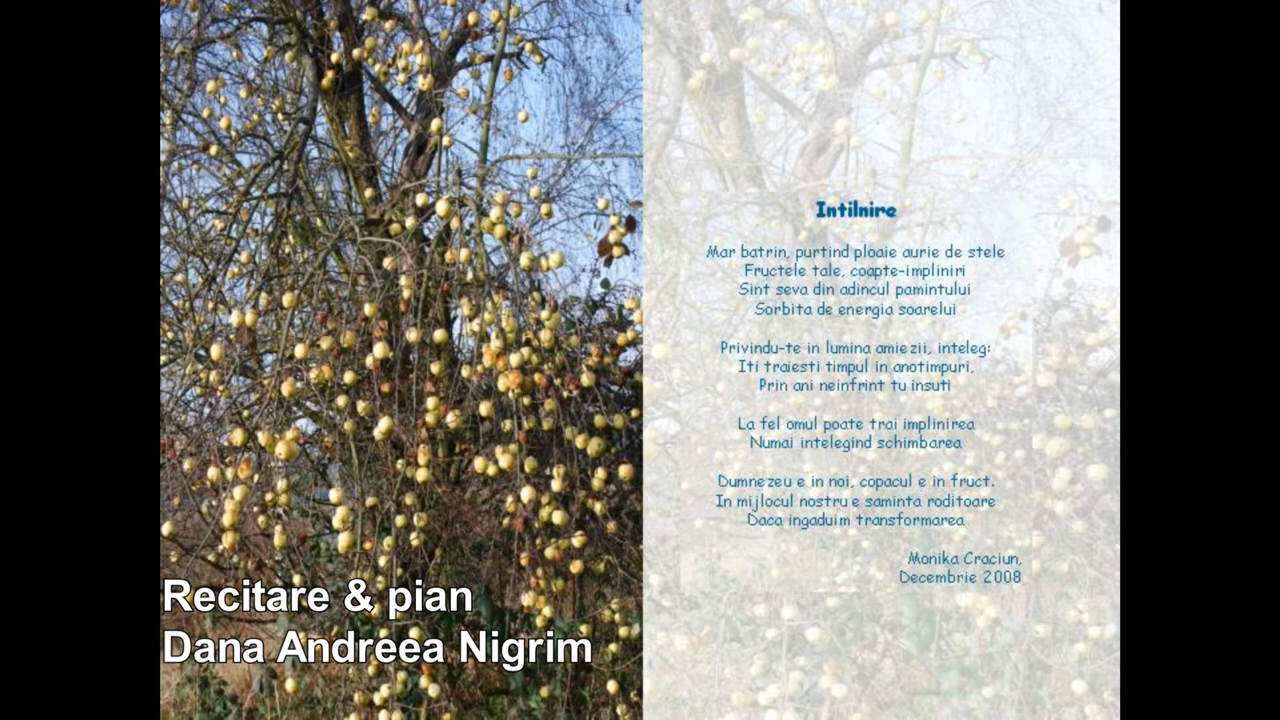 Intilnire
Mar batrin, purtind ploaie aurie de stele
Fructele tale, coapte-impliniri
Sint seva din adincul pamintului
Sorbita de energia soarelui
Privindu-te in lumina amiezii, inteleg:
Iti traiesti timpul in anotimpuri,
Prin ani neinfrint tu insuti
La fel omul poate trai implinirea
Numai intelegind schimbarea
Dumnezeu e in noi, copacul e in fruct.
In mijlocul nostru e saminta roditoare
Daca ingaduim transformarea
Monika Craciun,
Decembrie 2008
Recitare & pian
Dana Andreea Nigrim